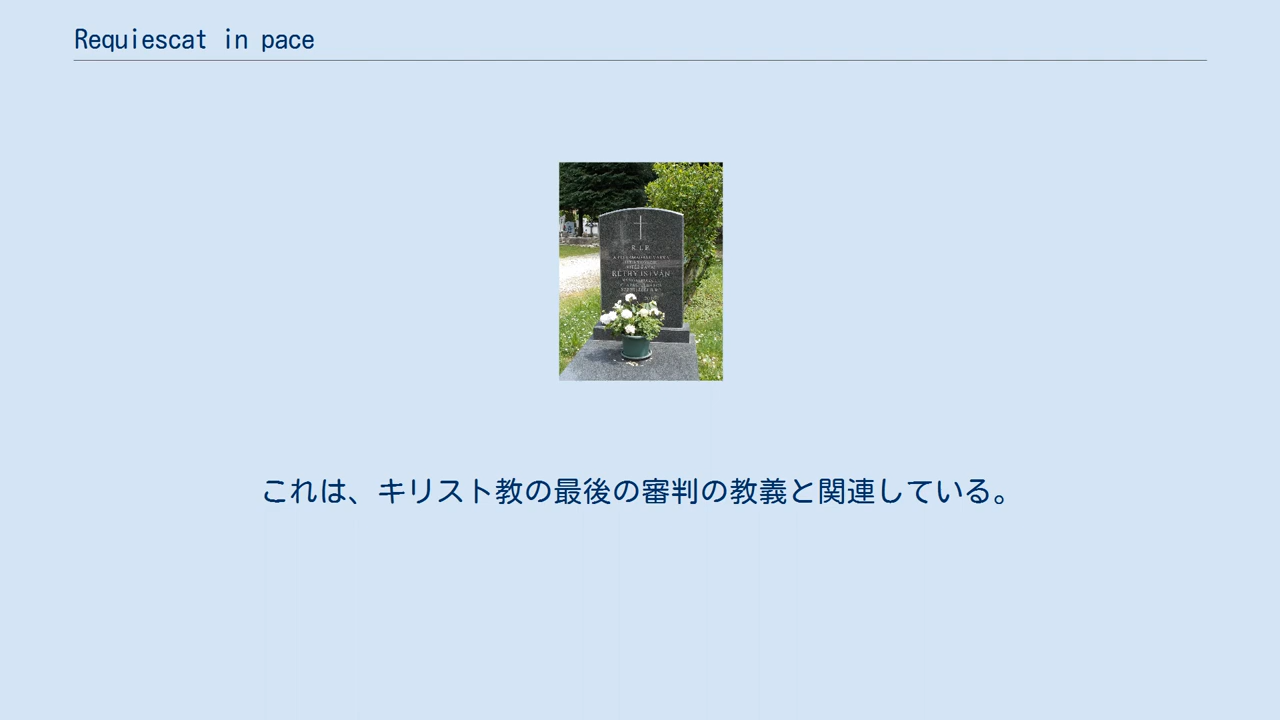 Requiescat in pace
R.I.P.
RÉTHY ISTVÁN
これは、キリスト教の最後の審判の教義と関連している。